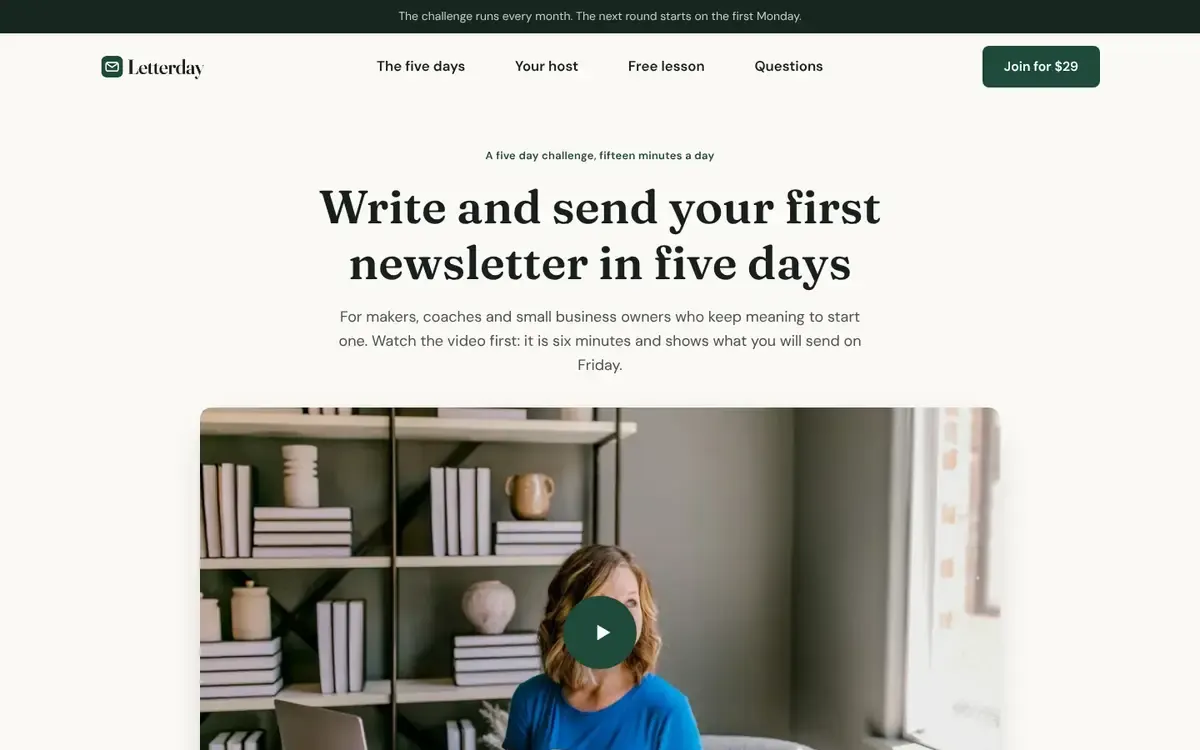 The challenge runs every month. The next round starts on the first Monday.
Letterday
The five days
Your host
Free lesson
Questions
Join for $29
A five day challenge, fifteen minutes a day
Write and send your first
newsletter in five days
For makers, coaches and small business owners who keep meaning to start
one. Watch the video first: it is six minutes and shows what you will send on
Friday.